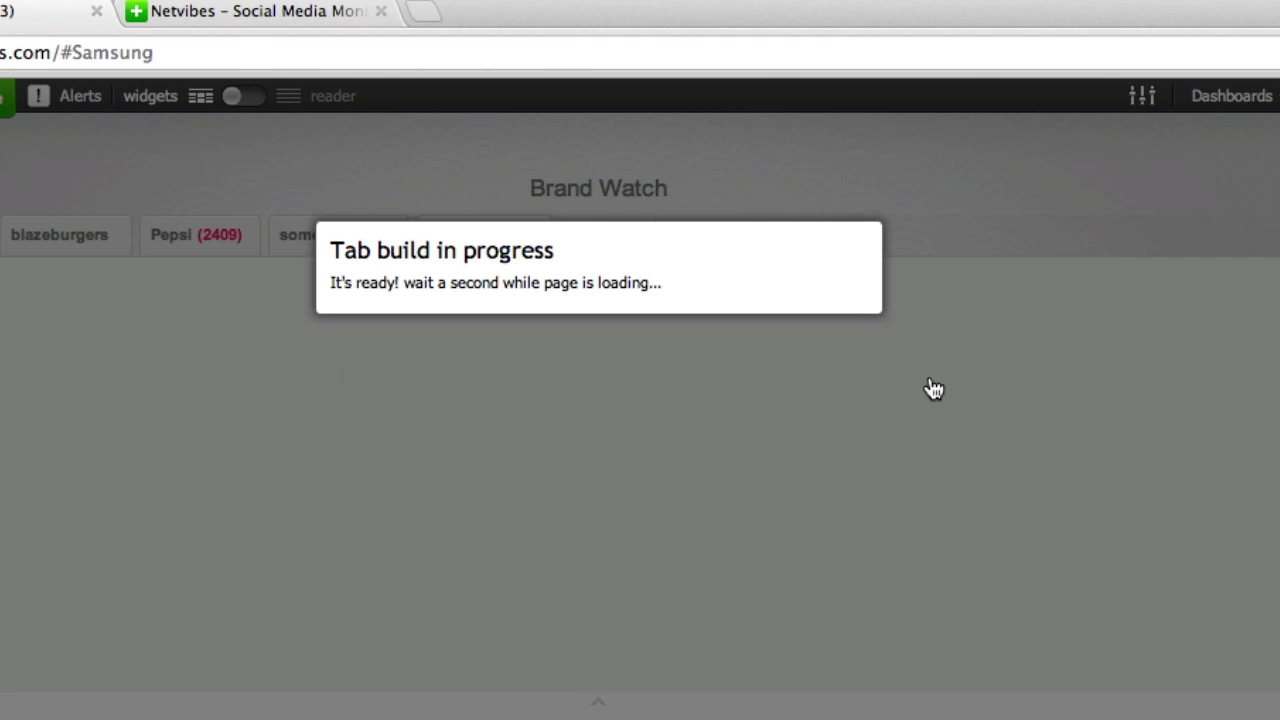 3)
Netvibes - Social Media Mon
s.com/#Samsung
Alerts widgets reader Dashboards
Brand Watch
blazeburgers Pepsi (2409) som
Tab build in progress
It's ready! wait a second while page is loading...